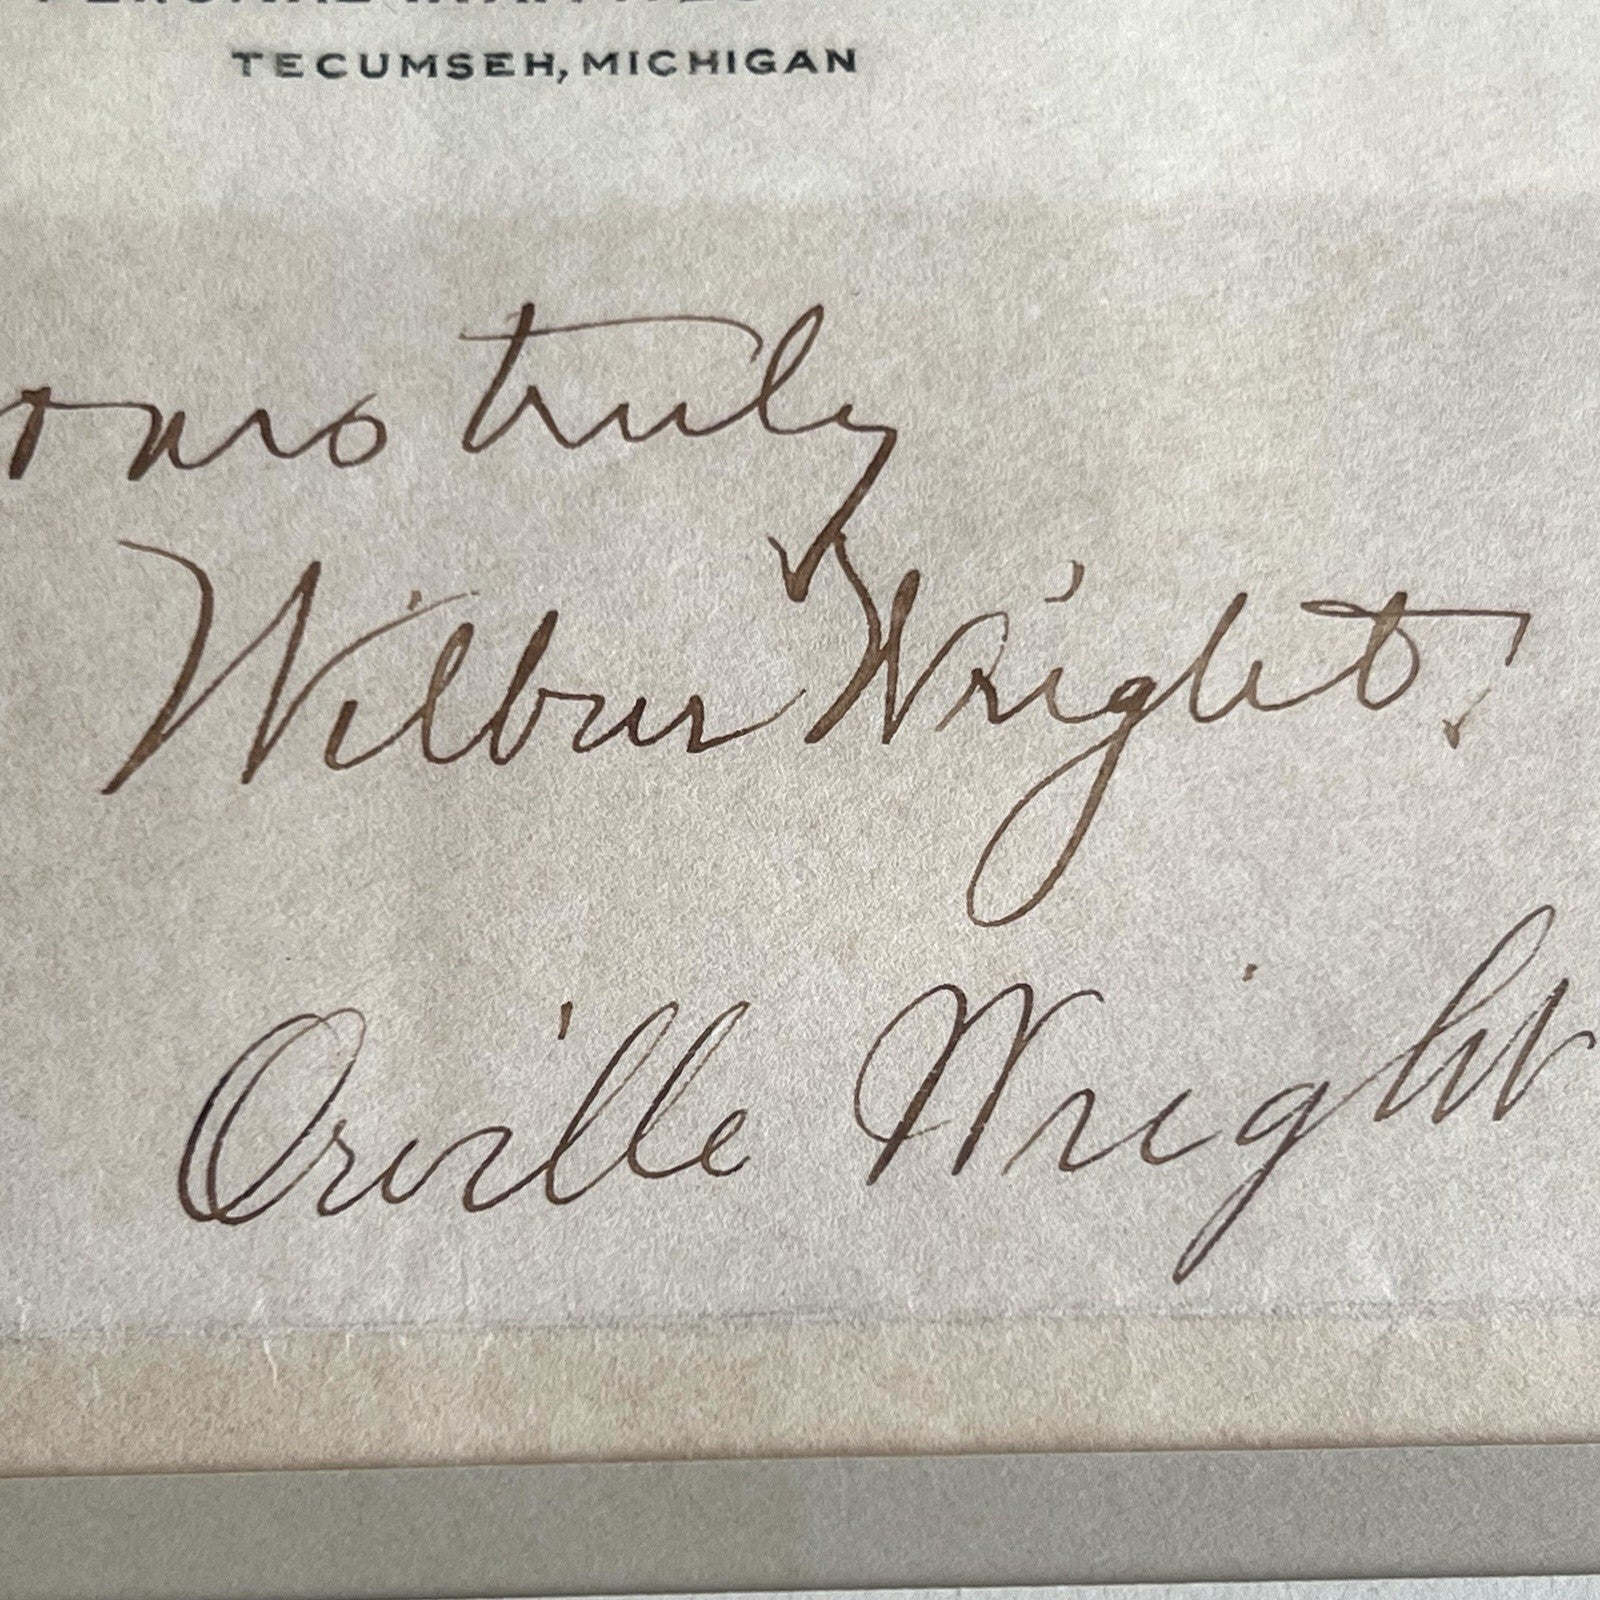 TECUMSEH, MICHIGAN
truly
Wilbur Wright.
Orville Wright